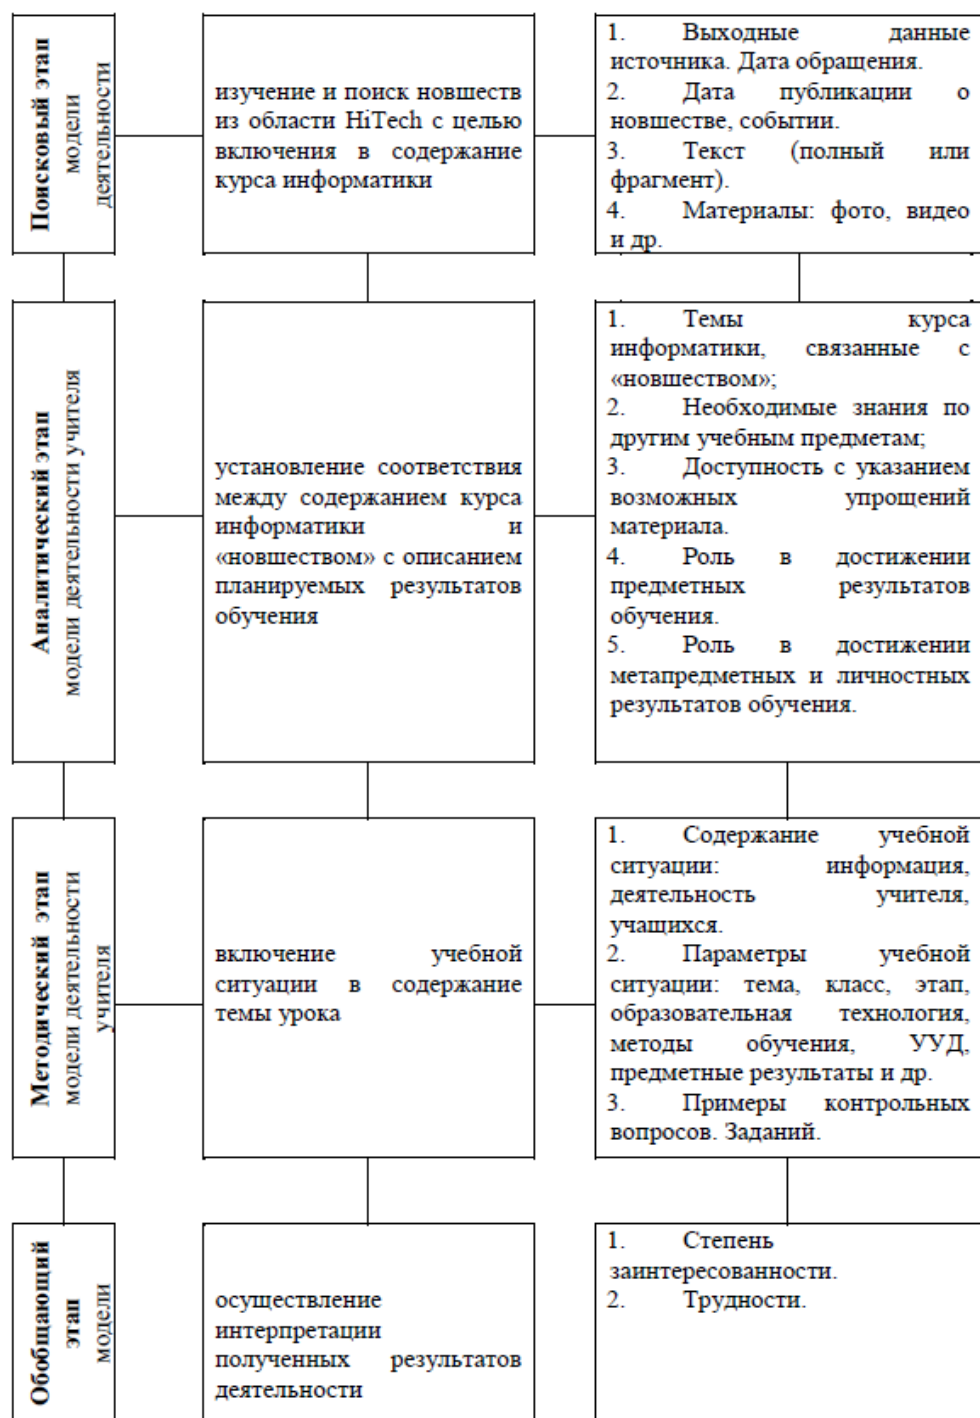 Поисковый этап
модели
деятельности
изучение и поиск новшеств
из области HiTech с целью
включения в содержание
курса информатики
1. Выходные данные
источника. Дата обращения.
2. Дата публикации о
новшестве, событии.
3. Текст (полный или
фрагмент).
4. Материалы: фото, видео
и др.
Аналитический этап
модели деятельности учителя
установление соответствия
между содержанием курса
информатики и
«новшеством» с описанием
планируемых результатов
обучения
1. Темы курса
информатики, связанные с
«новшеством»;
2. Необходимые знания по
другим учебным предметам;
3. Доступность с указанием
возможных упрощений
материала.
4. Роль в достижении
предметных результатов
обучения.
5. Роль в достижении
метапредметных и личностных
результатов обучения.
Методический этап
модели деятельности
учителя
включение учебной
ситуации в содержание
темы урока
1. Содержание учебной
ситуации: информация,
деятельность учителя,
учащихся.
2. Параметры учебной
ситуации: тема, класс, этап,
образовательная технология,
методы обучения, УУД,
предметные результаты и др.
3. Примеры контрольных
вопросов. Заданий.
Обобщающий
этап
модели
осуществление
интерпретации
полученных результатов
деятельности
1. Степень
заинтересованности.
2. Трудности.